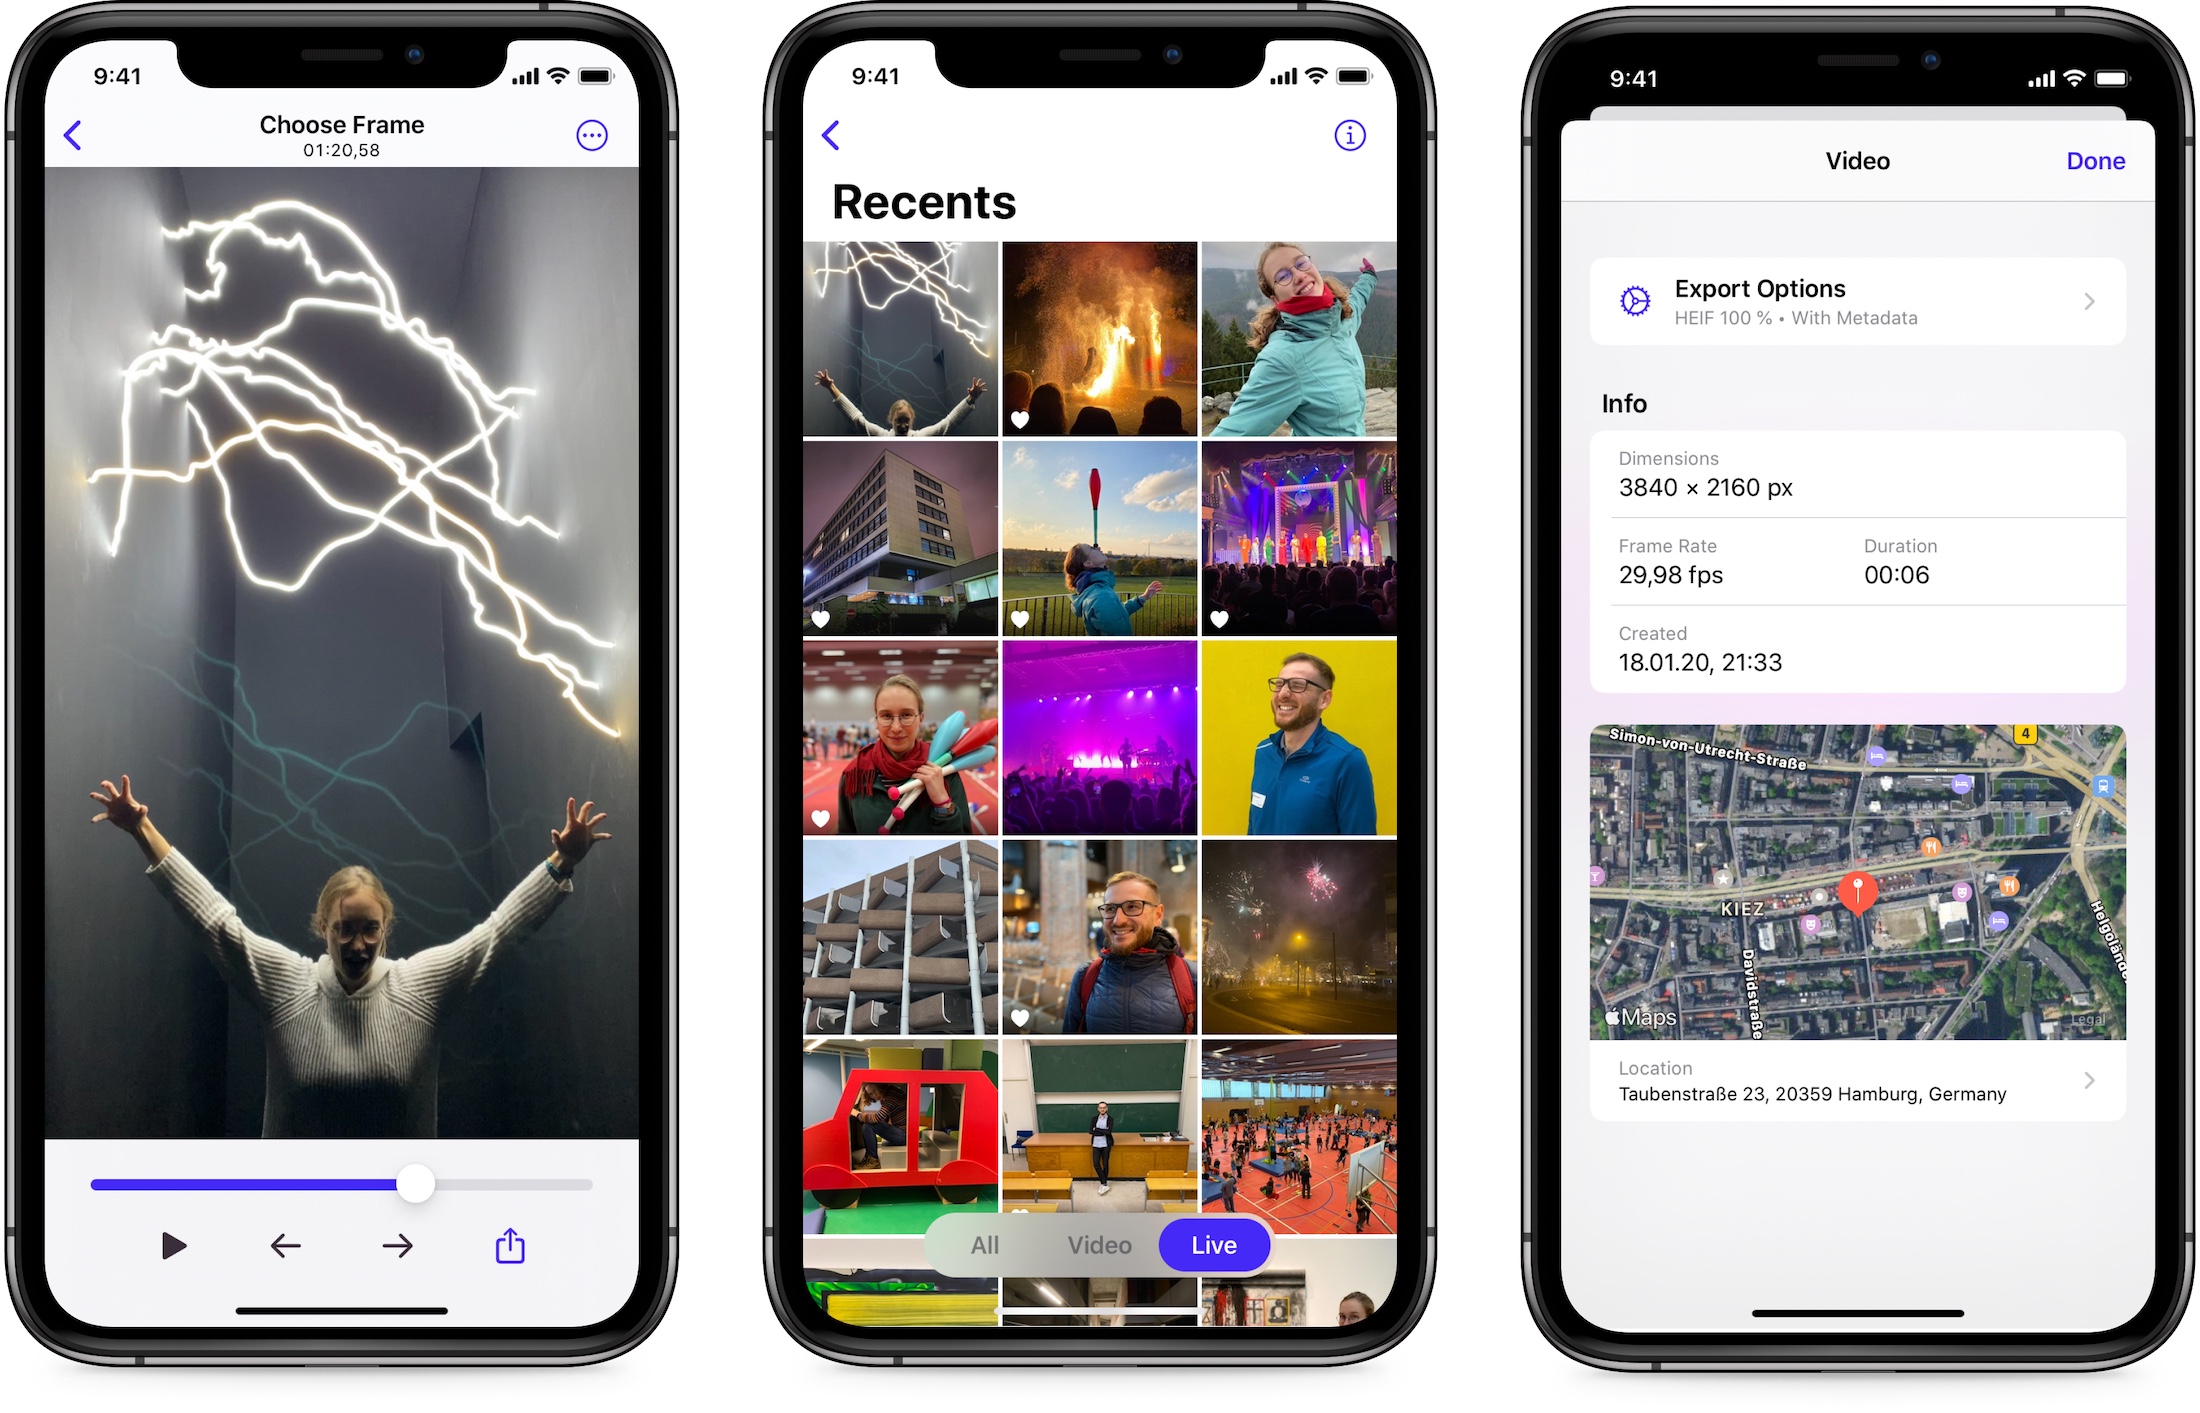 9:41
Choose Frame
01:20,58
9:41
Recents
All
Video
Live
9:41
Video
Done
Export Options
HEIF 100 % • With Metadata
Info
Dimensions
3840 × 2160 px
Frame Rate
Duration
29,98 fps
00:06
Created
18.01.20, 21:33
4
Simon-von-Utrecht-Straße
KIEZ
Davidstraße
Maps
Legal
Location
Taubenstraße 23, 20359 Hamburg, Germany